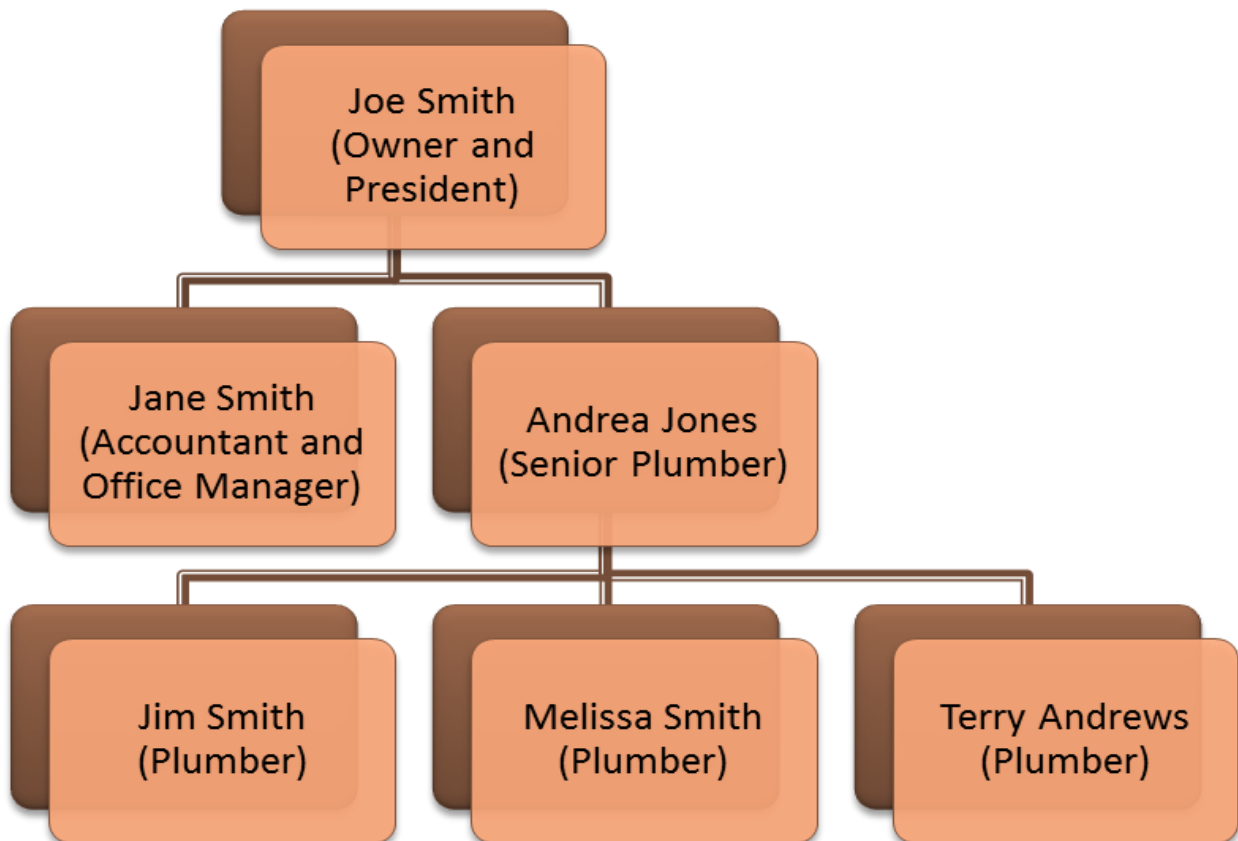 Joe Smith
(Owner and
President)
Jane Smith
(Accountant and
Office Manager)
Andrea Jones
(Senior Plumber)
Jim Smith
(Plumber)
Melissa Smith
(Plumber)
Terry Andrews
(Plumber)